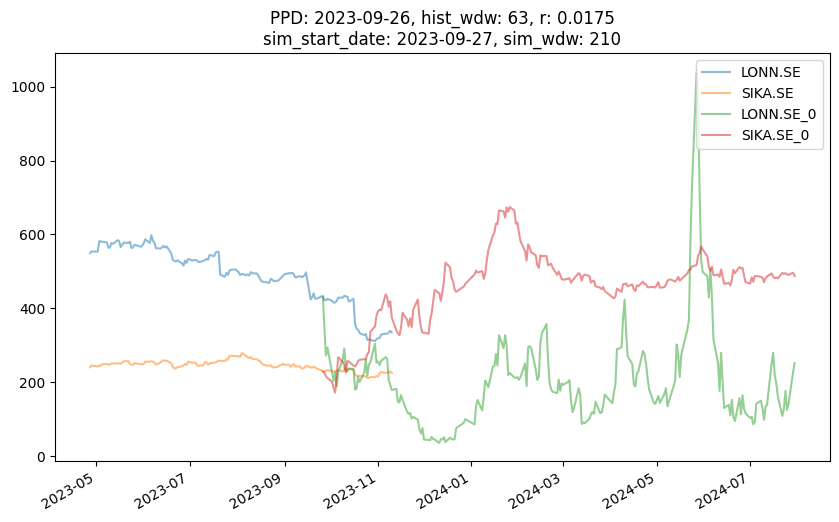 PPD: 2023-09-26, hist_wdw: 63, r: 0.0175
sim_start_date: 2023-09-27, sim_wdw: 210
LONN.SE
SIKA.SE
LONN.SE_0
SIKA.SE_0
1000
800
600
400
200
0
2023-05
2023-07
2023-09
2023-11
2024-01
2024-03
2024-05
2024-07